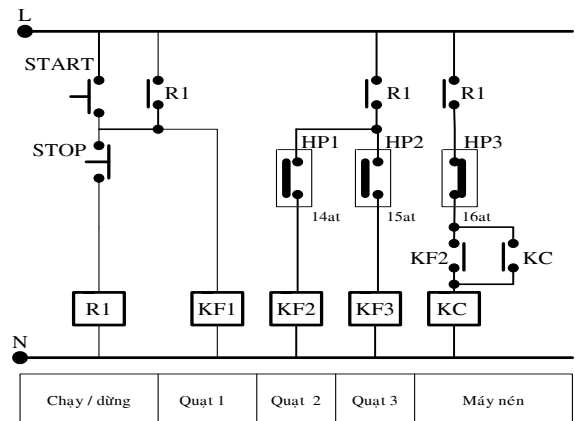 L
START
R1
R1
R1
STOP
HP1
HP2
HP3
14at
15at
16at
KF2
KC
R1
KF1
KF2
KF3
KC
N
Chạy / dừng
Quạt 1
Quạt 2
Quạt 3
Máy nén